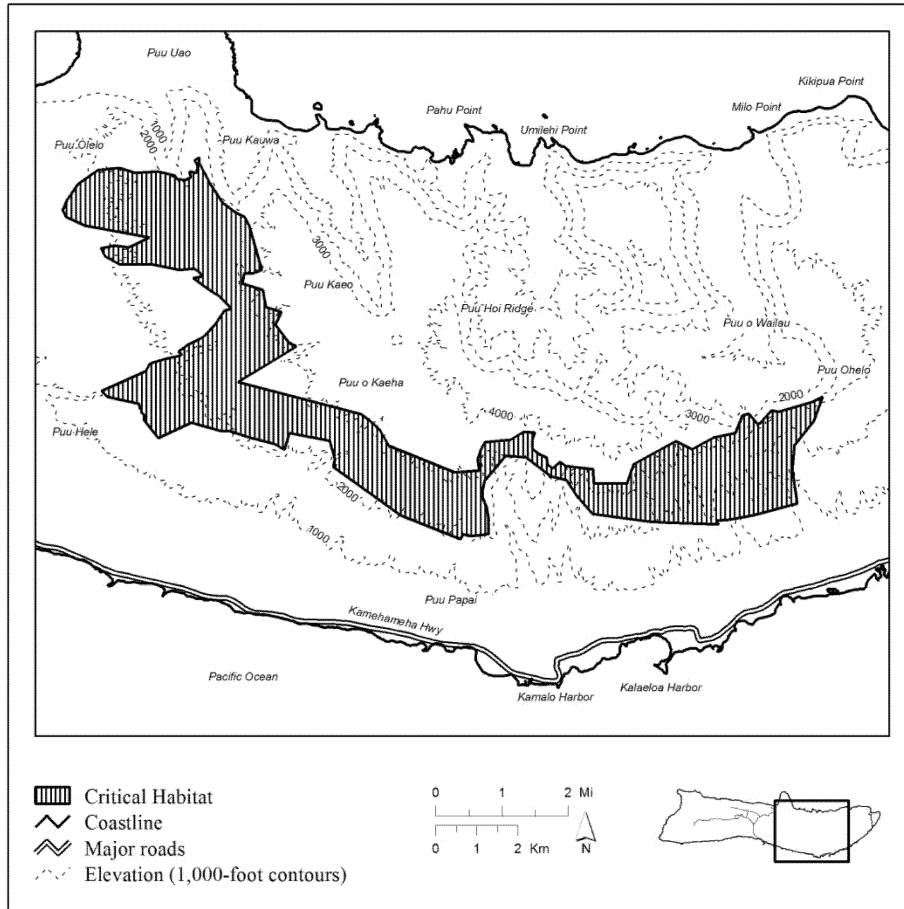 Puu Uao
Kikipua Point
Pahu Point
Milo Point
Umilehi Point
1000
2000
Puu Kauwa
Puu Olelo
3000
Puu Kaeo
Puu Hoi Ridge
Puu o Wailau
Puu Ohelo
Puu o Kaeha
2000
4000
3000
Puu Hele
2000
1000
Puu Papai
Kamehameha Hwy
Pacific Ocean
Kamalo Harbor
Kalaeloa Harbor
Critical Habitat
Coastline
Major roads
Elevation (1,000-foot contours)
0 1 2 Mi
0 1 2 Km
N